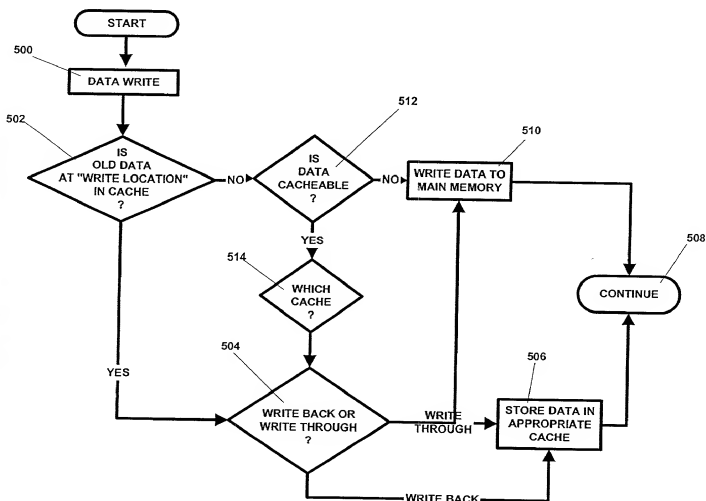 START
500
DATA WRITE
502
IS
OLD DATA
AT "WRITE LOCATION"
IN CACHE
?
NO
512
IS
DATA
CACHEABLE
?
NO
510
WRITE DATA TO
MAIN MEMORY
508
CONTINUE
YES
514
WHICH
CACHE
?
504
YES
WRITE BACK OR
WRITE THROUGH
?
WRITE
THROUGH
506
STORE DATA IN
APPROPRIATE
CACHE
WRITE BACK